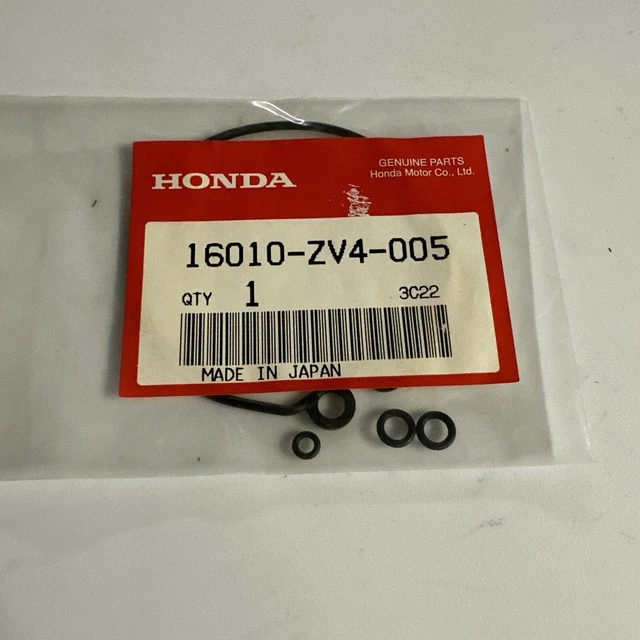 GENUINE PARTS
HONDA
Honda Motor Co., Ltd.
16010-ZV4-005
QTY 1 3C22
MADE IN JAPAN